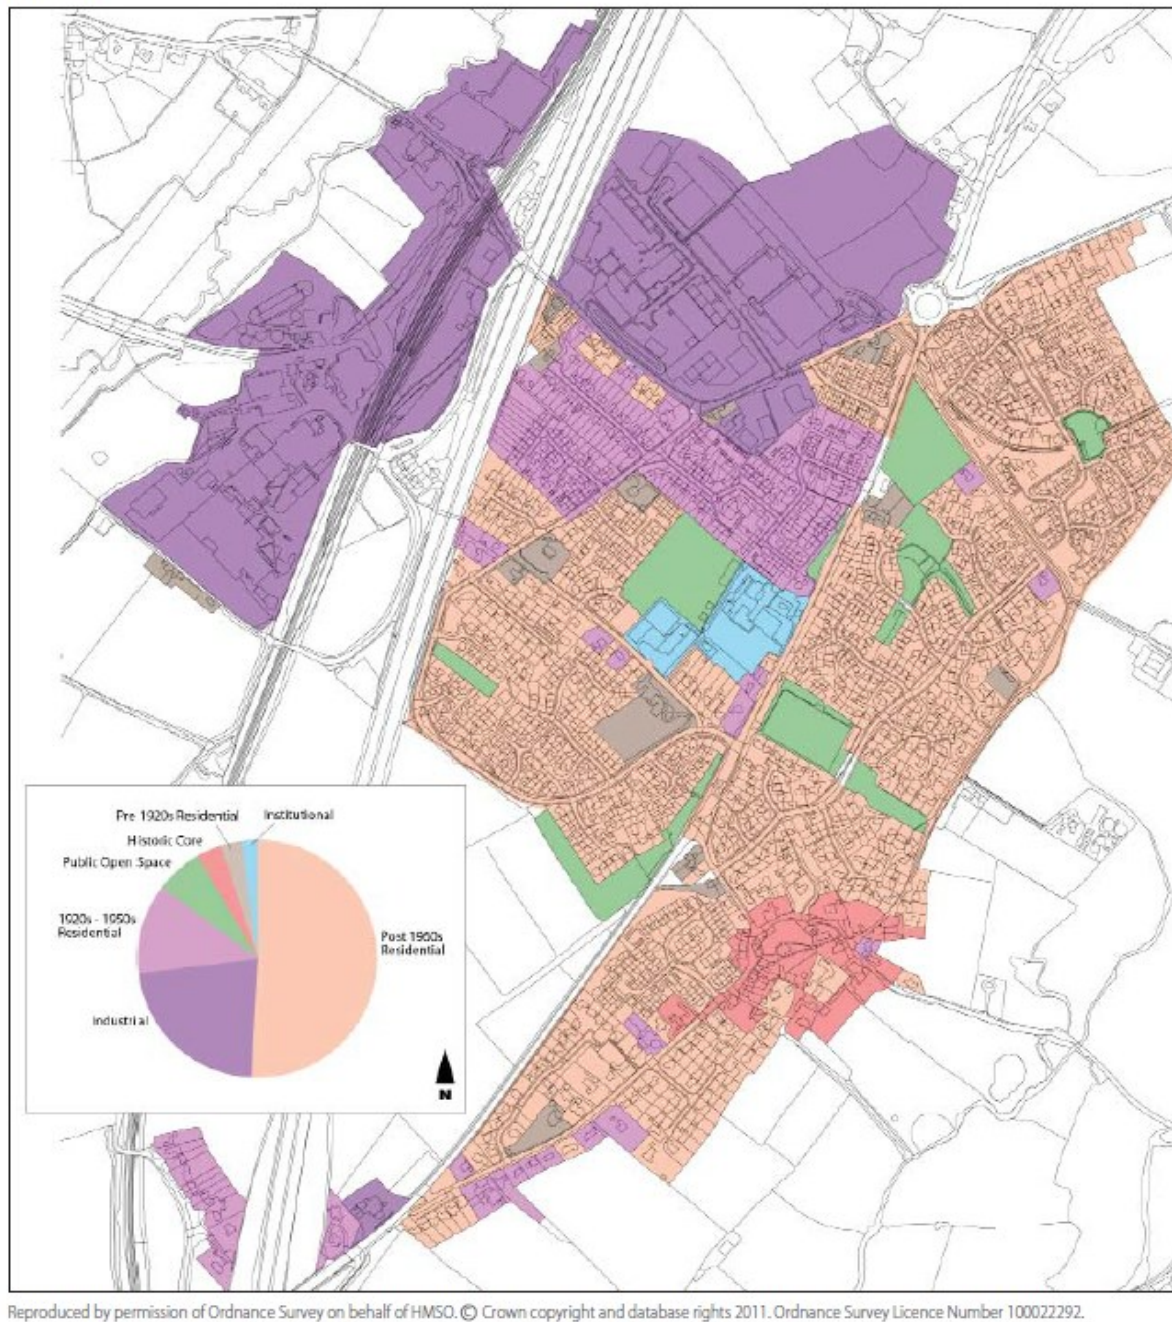 Pre 1920s Residential
Institutional
Historic Core
Public Open Space
1920s - 1950s
Residential
Post 1960s
Residential
Industrial
N
Reproduced by permission of Ordnance Survey on behalf of HMSO. © Crown copyright and database rights 2011. Ordnance Survey Licence Number 100022292.